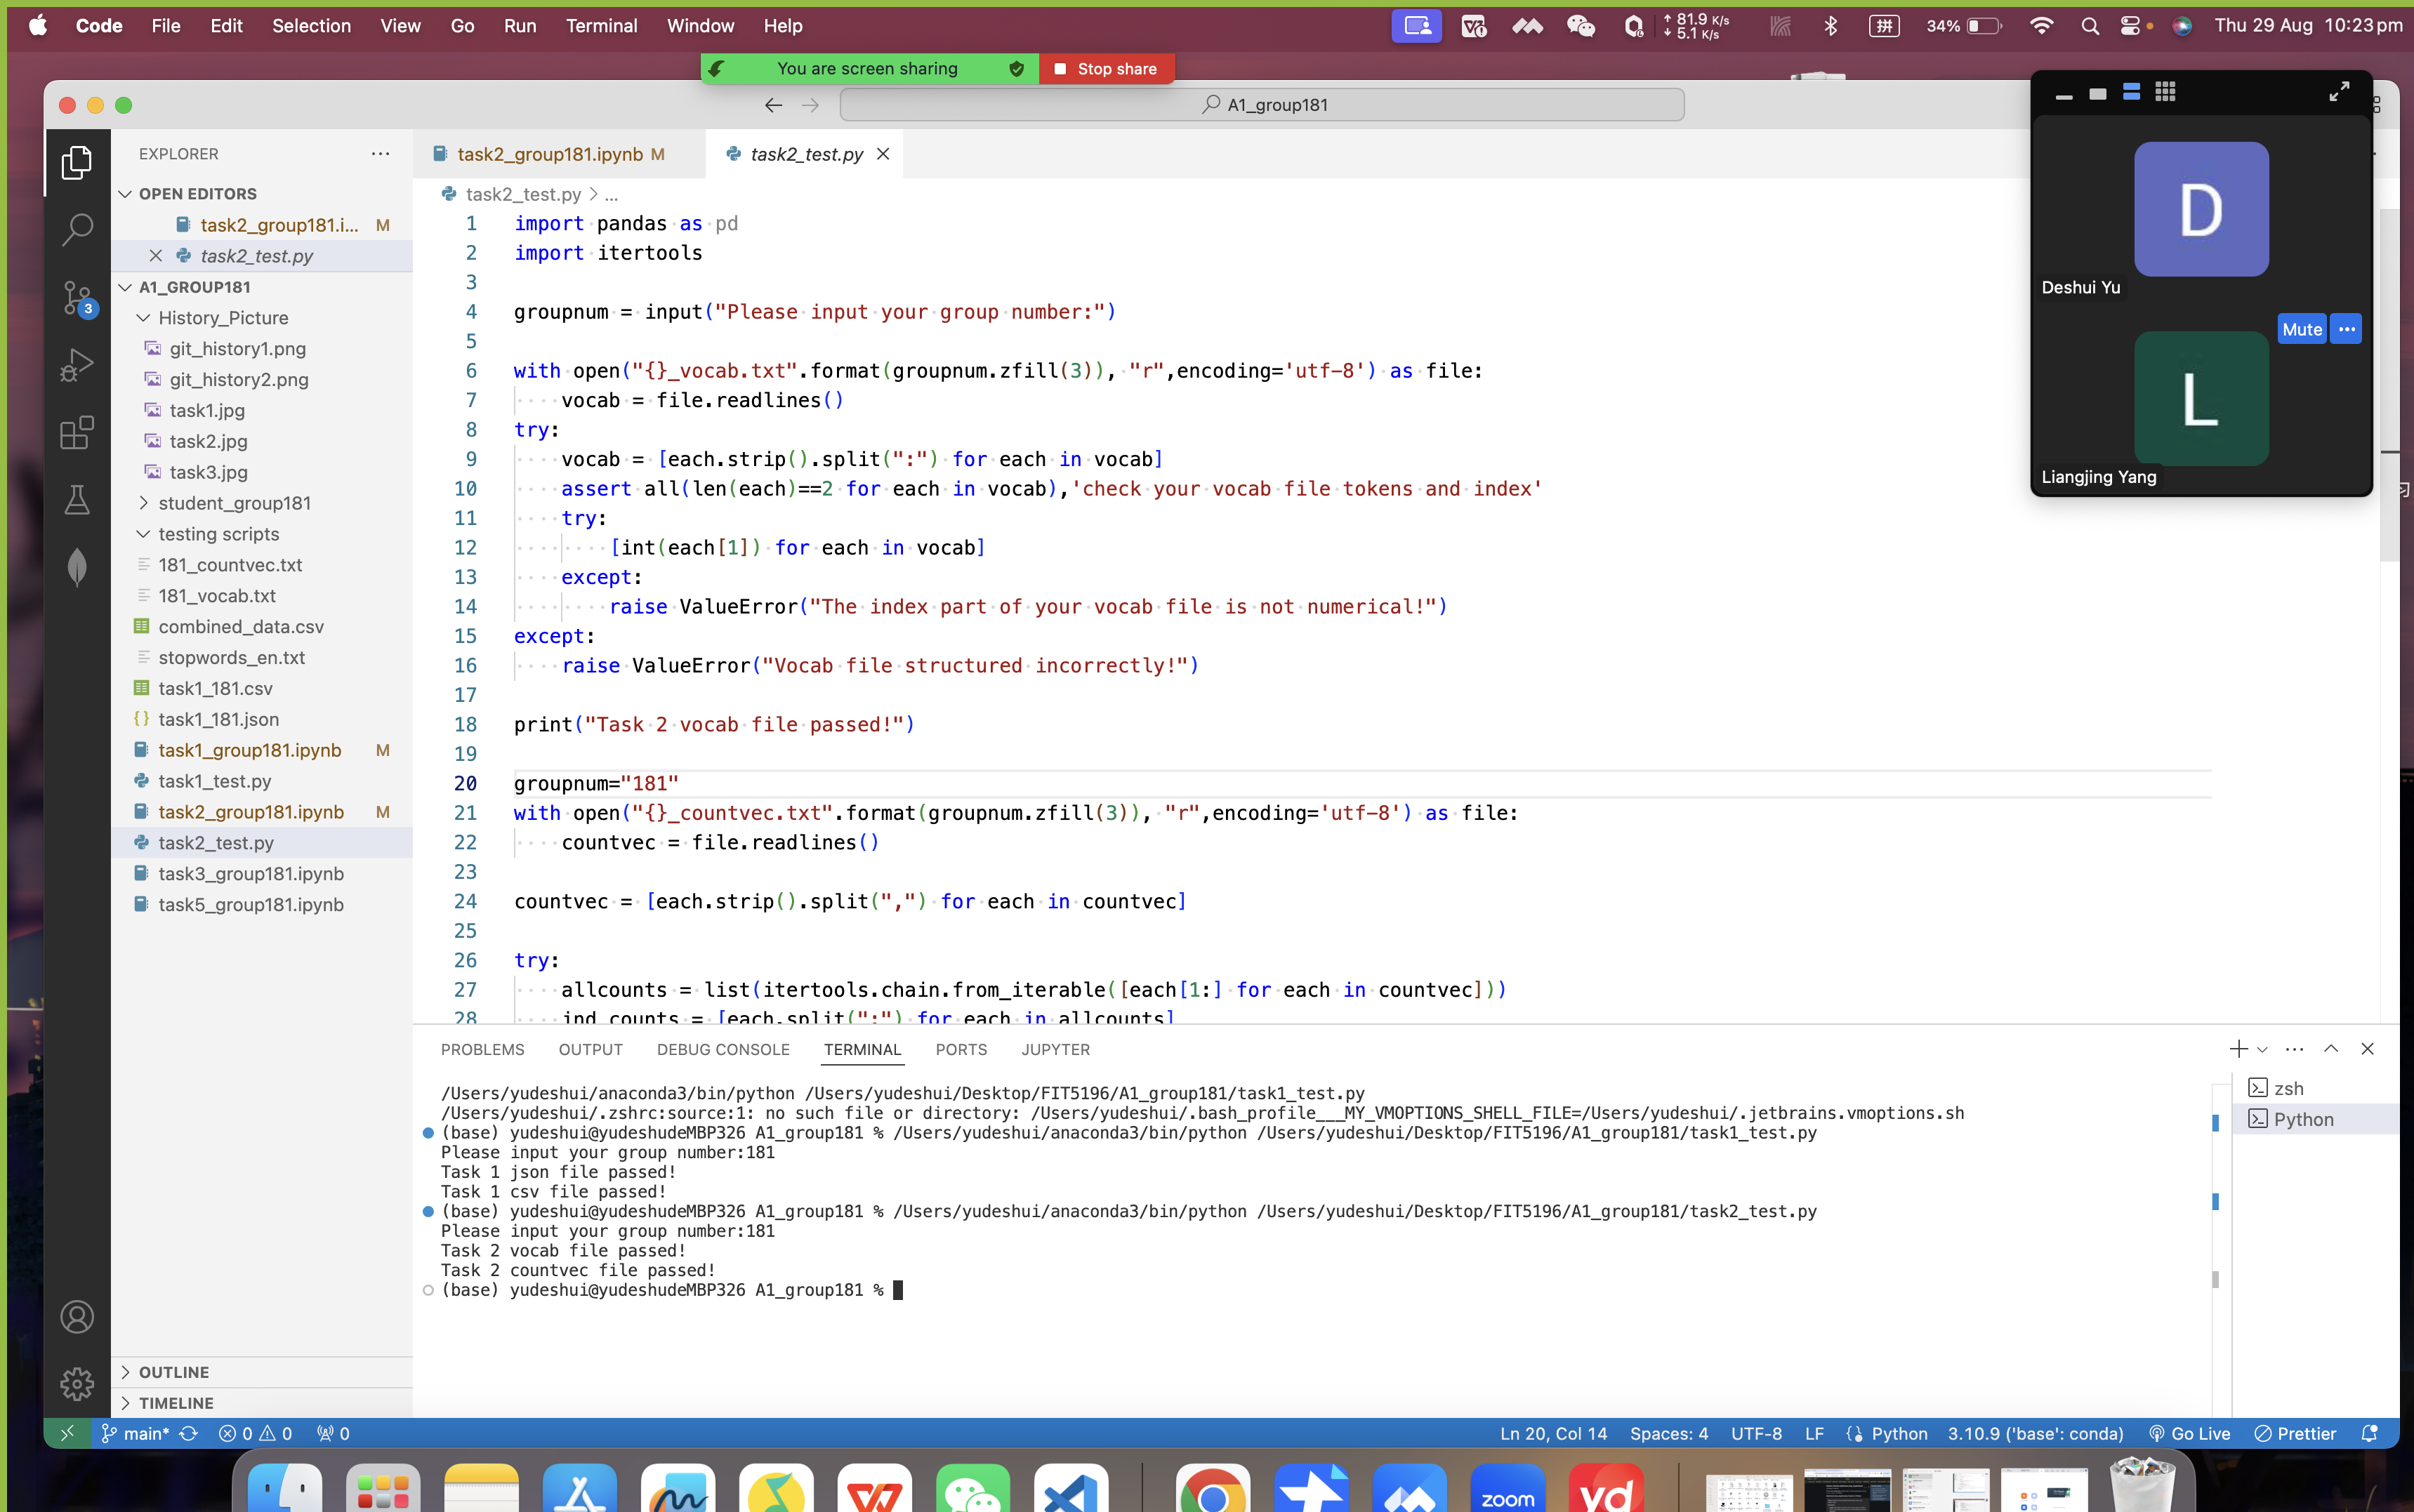 Code File Edit Selection View Go Run Terminal Window Help
81.9 K/s
5.1 K/s
拼
34%
Thu 29 Aug 10:23 pm
You are screen sharing
Stop share
A1_group181
EXPLORER
OPEN EDITORS
task2_group181.i... M
task2_test.py
A1_GROUP181
History_Picture
git_history1.png
git_history2.png
task1.jpg
task2.jpg
task3.jpg
student_group181
testing scripts
181_countvec.txt
181_vocab.txt
combined_data.csv
stopwords_en.txt
task1_181.csv
task1_181.json
task1_group181.ipynb M
task1_test.py
task2_group181.ipynb M
task2_test.py
task3_group181.ipynb
task5_group181.ipynb
OUTLINE
TIMELINE
3
task2_group181.ipynb M
task2_test.py
task2_test.py > ...
1 import pandas as pd
2 import itertools
3
4 groupnum = input("Please input your group number:")
5
6 with open("{}_vocab.txt".format(groupnum.zfill(3)), "r",encoding='utf-8') as file:
7 vocab = file.readlines()
8 try:
9 vocab = [each.strip().split(":") for each in vocab]
10 assert all(len(each)==2 for each in vocab),'check your vocab file tokens and index'
11 try:
12 [int(each[1]) for each in vocab]
13 except:
14 raise ValueError("The index part of your vocab file is not numerical!")
15 except:
16 raise ValueError("Vocab file structured incorrectly!")
17
18 print("Task 2 vocab file passed!")
19
20 groupnum="181"
21 with open("{}_countvec.txt".format(groupnum.zfill(3)), "r",encoding='utf-8') as file:
22 countvec = file.readlines()
23
24 countvec = [each.strip().split(",") for each in countvec]
25
26 try:
27 allcounts = list(itertools.chain.from_iterable([each[1:] for each in countvec]))
28 ind_counts = [each.split(":") for each in allcounts]
D
Deshui Yu
Mute
L
Liangjing Yang
PROBLEMS OUTPUT DEBUG CONSOLE TERMINAL PORTS JUPYTER
/Users/yudeshui/anaconda3/bin/python /Users/yudeshui/Desktop/FIT5196/A1_group181/task1_test.py
/Users/yudeshui/.zshrc:source:1: no such file or directory: /Users/yudeshui/.bash_profile___MY_VMOPTIONS_SHELL_FILE=/Users/yudeshui/.jetbrains.vmoptions.sh
(base) yudeshui@yudeshudeMBP326 A1_group181 % /Users/yudeshui/anaconda3/bin/python /Users/yudeshui/Desktop/FIT5196/A1_group181/task1_test.py
Please input your group number:181
Task 1 json file passed!
Task 1 csv file passed!
(base) yudeshui@yudeshudeMBP326 A1_group181 % /Users/yudeshui/anaconda3/bin/python /Users/yudeshui/Desktop/FIT5196/A1_group181/task2_test.py
Please input your group number:181
Task 2 vocab file passed!
Task 2 countvec file passed!
(base) yudeshui@yudeshudeMBP326 A1_group181 %
zsh
Python
main* 0 0 0
Ln 20, Col 14 Spaces: 4 UTF-8 LF Python 3.10.9 ('base': conda) Go Live Prettier
zoom
yd